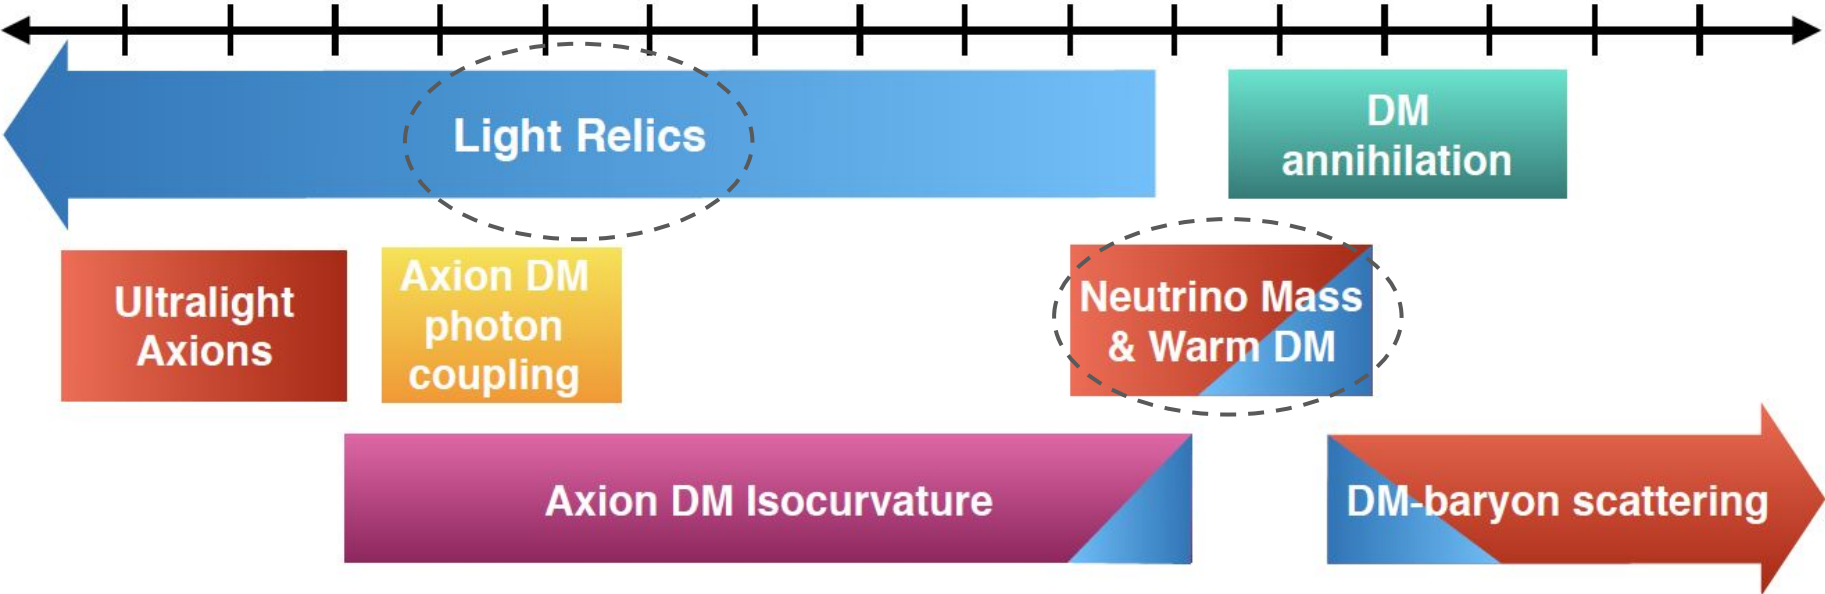 Light Relics
DM
annihilation
Ultralight
Axions
Axion DM
photon
coupling
Neutrino Mass
& Warm DM
Axion DM Isocurvature
DM-baryon scattering